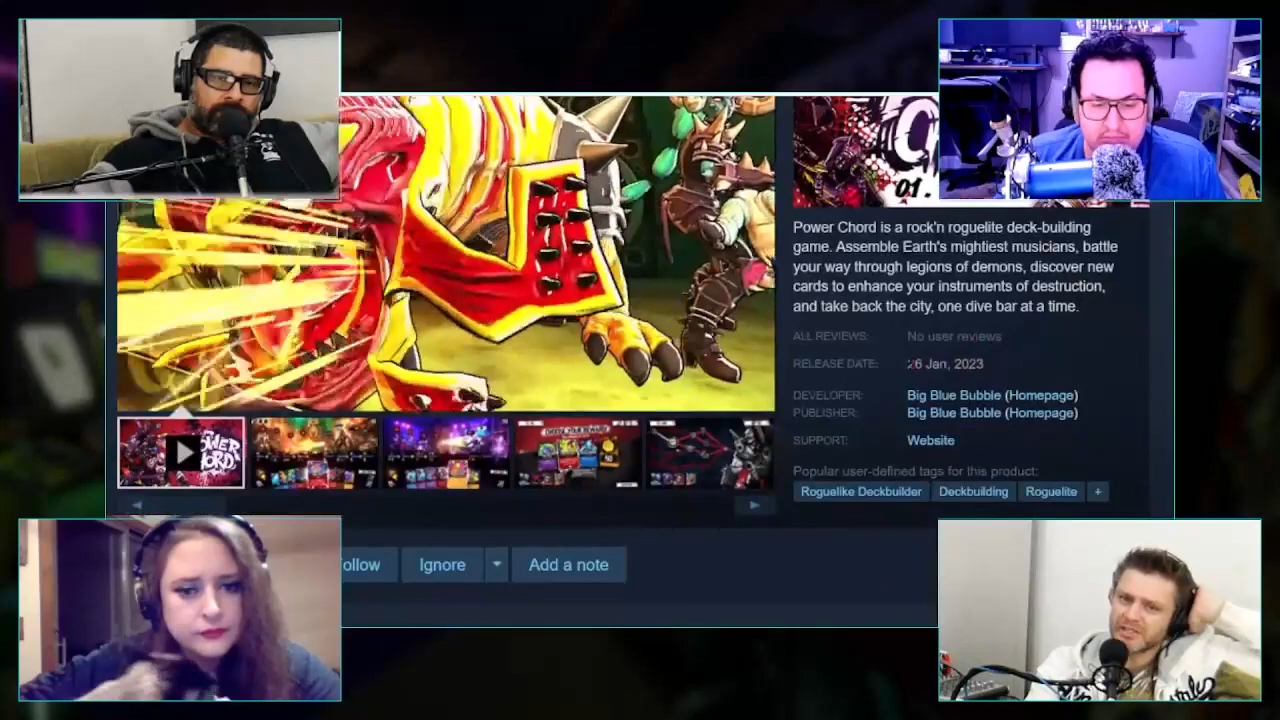 01.
Power Chord is a rock'n roguelite deck-building
game. Assemble Earth's mightiest musicians, battle
your way through legions of demons, discover new
cards to enhance your instruments of destruction,
and take back the city, one dive bar at a time.
ALL REVIEWS: No user reviews
RELEASE DATE: 26 Jan, 2023
DEVELOPER: Big Blue Bubble (Homepage)
PUBLISHER: Big Blue Bubble (Homepage)
SUPPORT: Website
Popular user-defined tags for this product:
Roguelike Deckbuilder Deckbuilding Roguelite +
CHOOSE YOUR REWARD
ollow Ignore Add a note